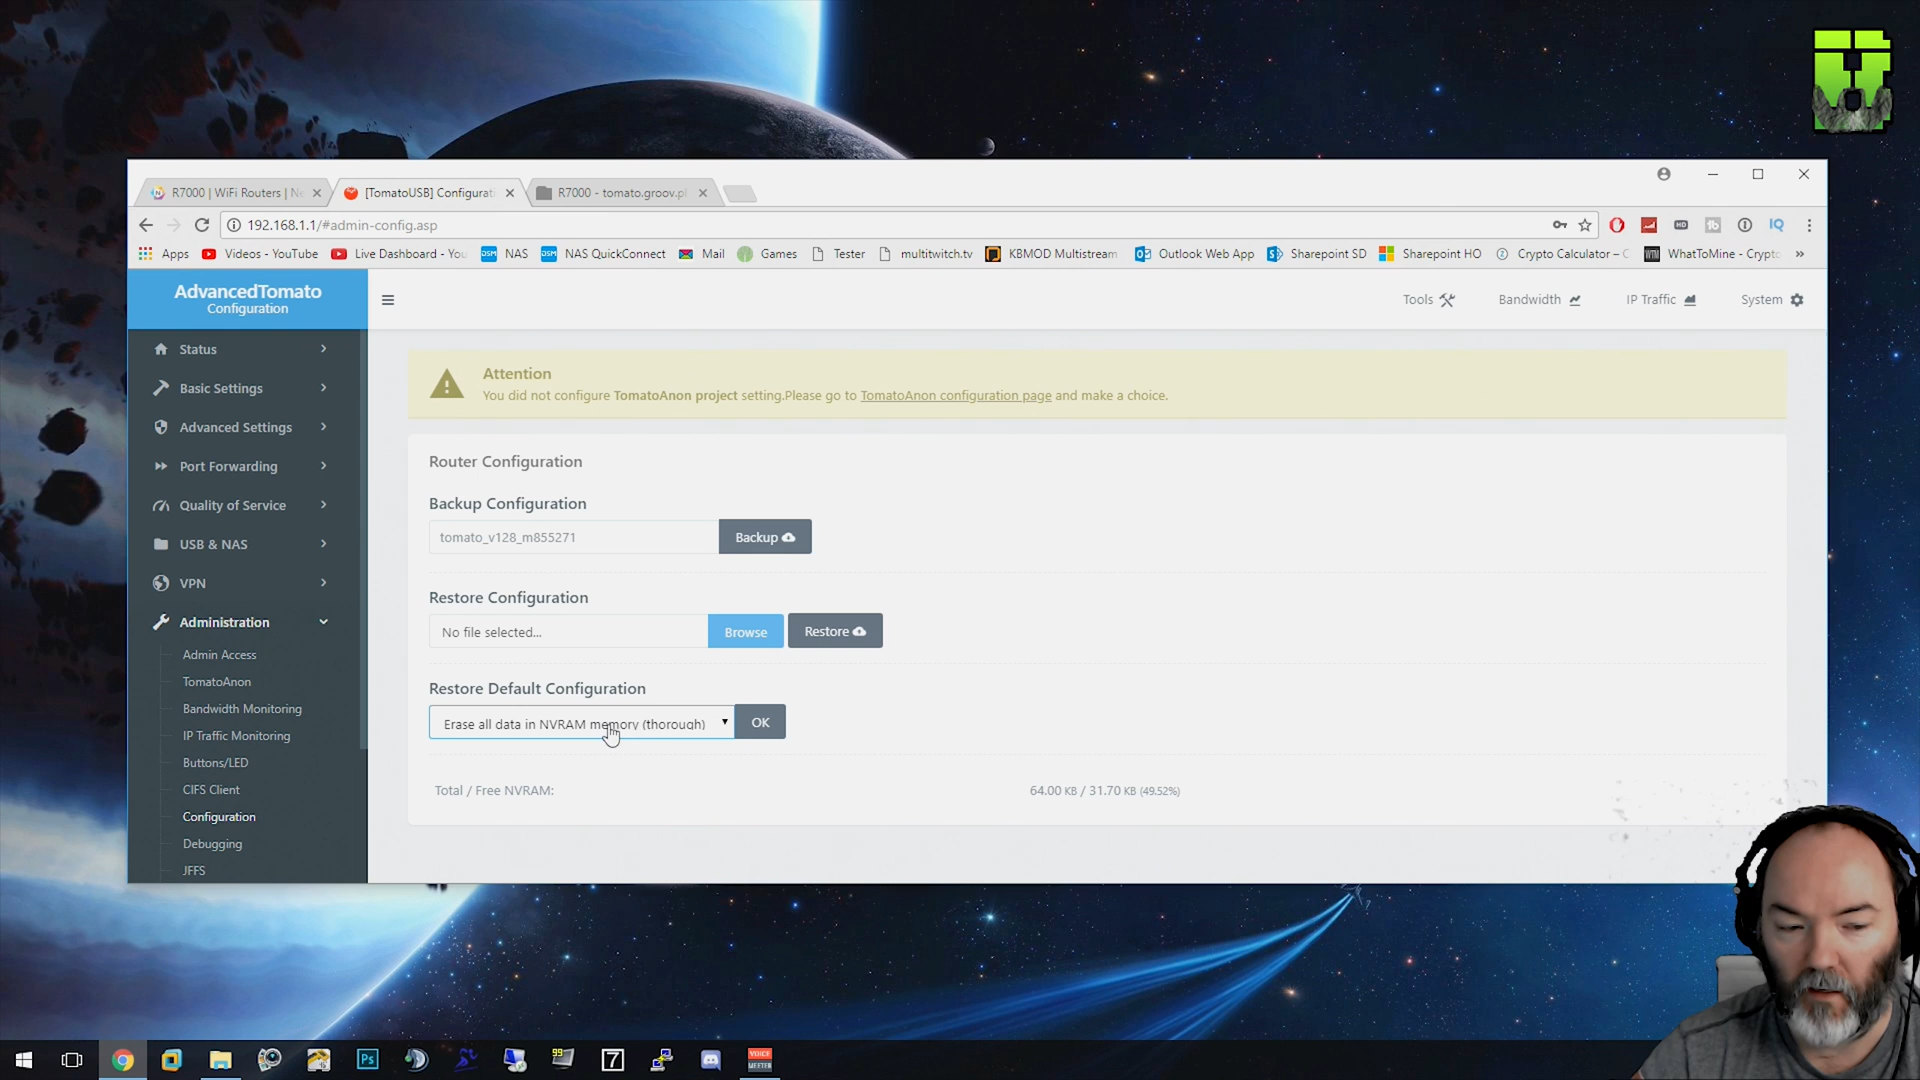 R7000 | WiFi Routers | Ne
[TomatoUSB] Configurat
R7000 - tomato.groov.pl
192.168.1.1/#admin-config.asp
Apps
Videos - YouTube
Live Dashboard - You
NAS
NAS QuickConnect
Mail
Games
Tester
multitwitch.tv
KBMOD Multistream
Outlook Web App
Sharepoint SD
Sharepoint HO
Crypto Calculator – C
WhatToMine - Crypto
AdvancedTomato
Configuration
Tools
Bandwidth
IP Traffic
System
Status
Basic Settings
Advanced Settings
Port Forwarding
Quality of Service
USB & NAS
VPN
Administration
Admin Access
TomatoAnon
Bandwidth Monitoring
IP Traffic Monitoring
Buttons/LED
CIFS Client
Configuration
Debugging
JFFS
Attention
You did not configure TomatoAnon project setting.Please go to TomatoAnon configuration page and make a choice.
Router Configuration
Backup Configuration
tomato_v128_m855271
Backup
Restore Configuration
No file selected...
Browse
Restore
Restore Default Configuration
Erase all data in NVRAM memory (thorough)
OK
Total / Free NVRAM:
64.00 KB / 31.70 KB (49.52%)